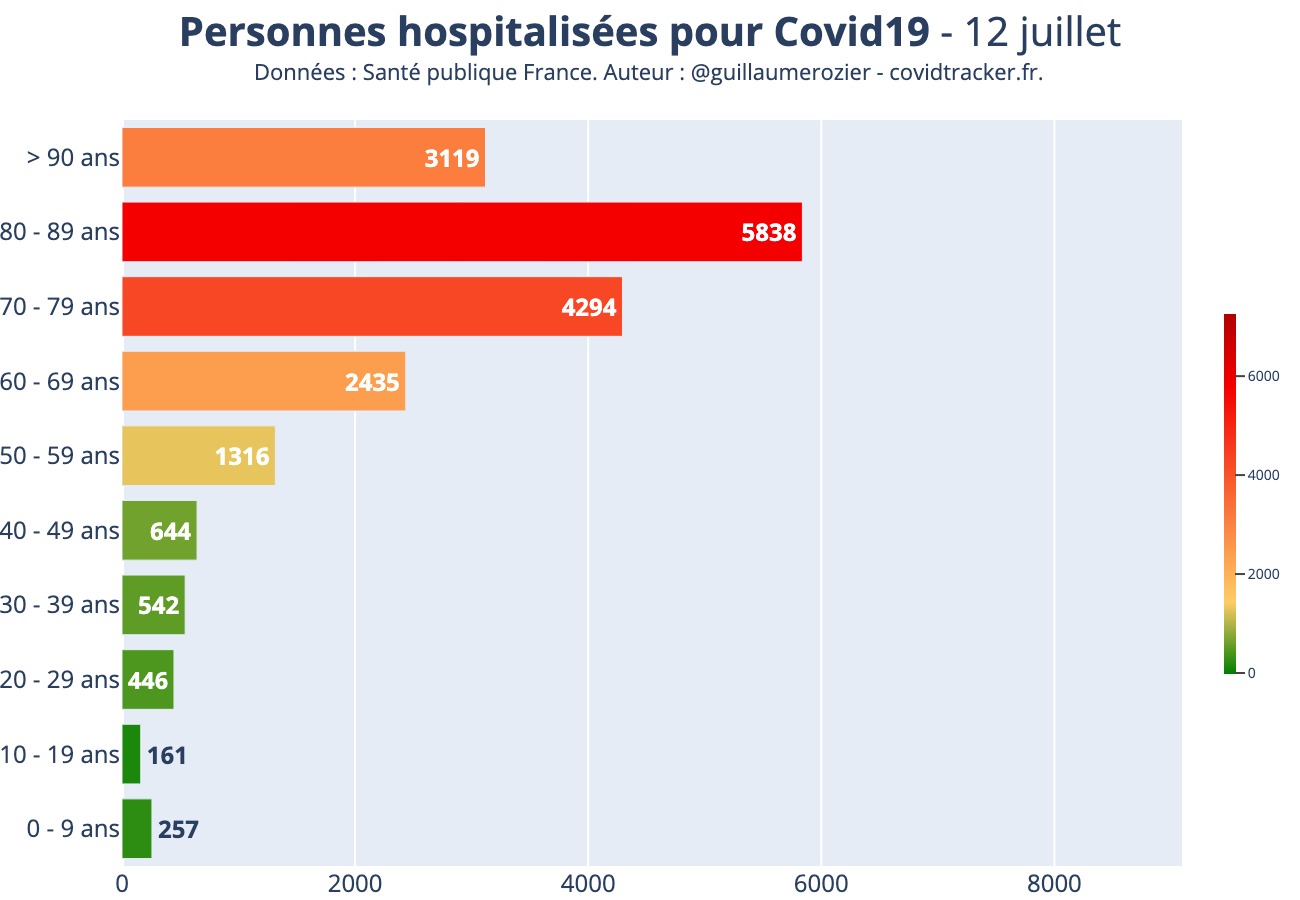 Personnes hospitalisées pour Covid19 - 12 juillet
Données : Santé publique France. Auteur : @guillaumerozier - covidtracker.fr.
> 90 ans 3119
80 - 89 ans 5838
70 - 79 ans 4294
60 - 69 ans 2435
50 - 59 ans 1316
40 - 49 ans 644
30 - 39 ans 542
20 - 29 ans 446
10 - 19 ans 161
0 - 9 ans 257
0 2000 4000 6000 8000
6000
4000
2000
0